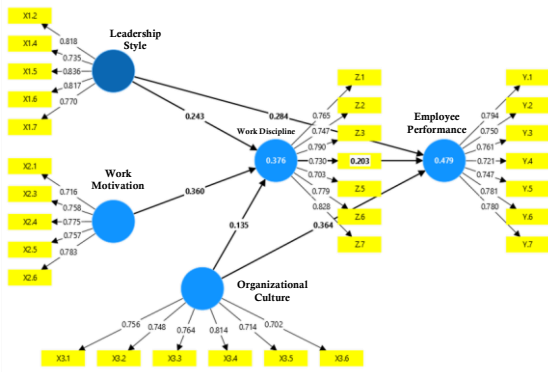 X1.2
X1.4
X1.5
X1.6
X1.7
0.818
0.735
0.836
0.817
0.770
Leadership
Style
0.243
0.284
X2.1
X2.3
X2.4
X2.5
X2.6
0.716
0.758
0.775
0.757
0.783
Work
Motivation
0.360
Work Discipline
0.376
Z.1
Z.2
Z.3
0.203
Z.5
Z.6
Z.7
0.765
0.747
0.790
0.730
0.703
0.779
0.828
0.135
0.364
Employee
Performance
0.479
0.794
0.750
0.761
0.721
0.747
0.781
0.780
Y.1
Y.2
Y.3
Y.4
Y.5
Y.6
Y.7
Organizational
Culture
0.756
0.748
0.764
0.814
0.714
0.702
X3.1
X3.2
X3.3
X3.4
X3.5
X3.6